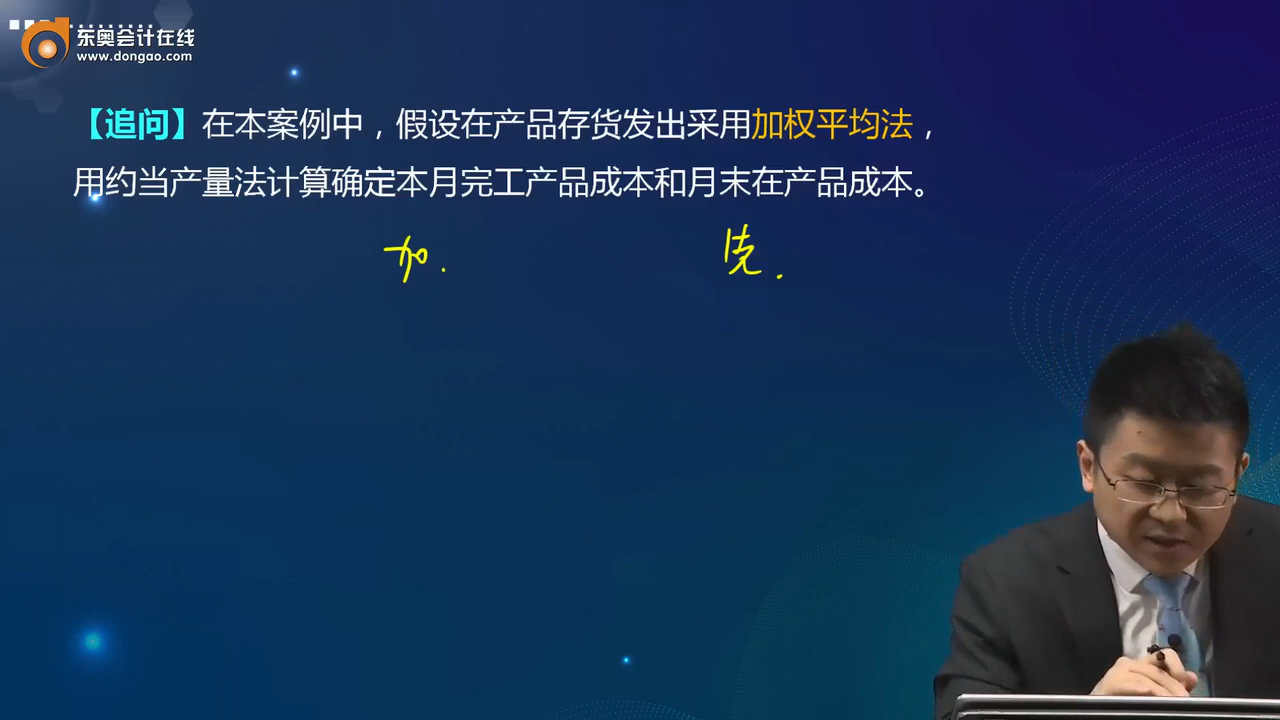 东奥会计在线
www.dongao.com
【追问】在本案例中，假设在产品存货发出采用加权平均法，
用约当产量法计算确定本月完工产品成本和月末在产品成本。
加. 先.